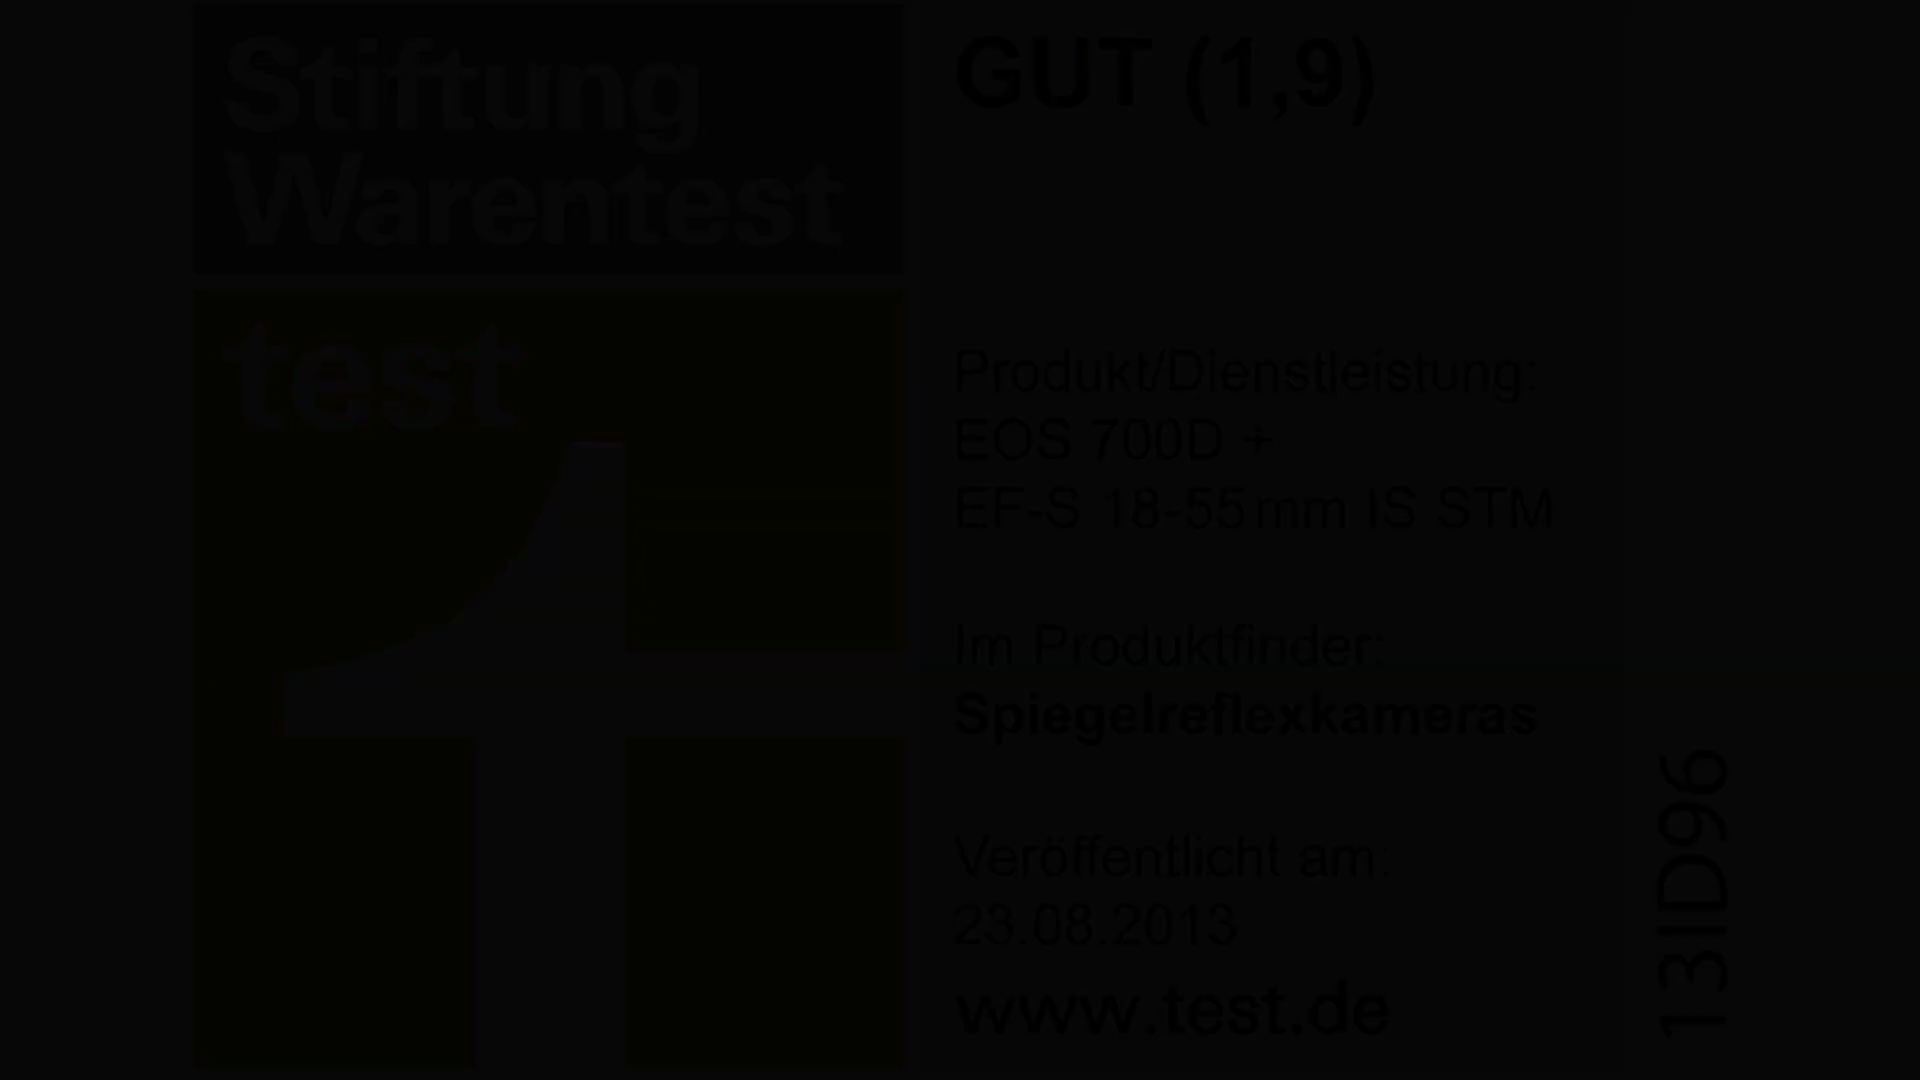 Stiftung
Warentest
test
GUT (1,9)
Produkt/Dienstleistung:
EOS 700D +
EF-S 18-55 mm IS STM
Im Produktfinder:
Spiegelreflexkameras
Veröffentlicht am:
23.08.2013
www.test.de
13ID96